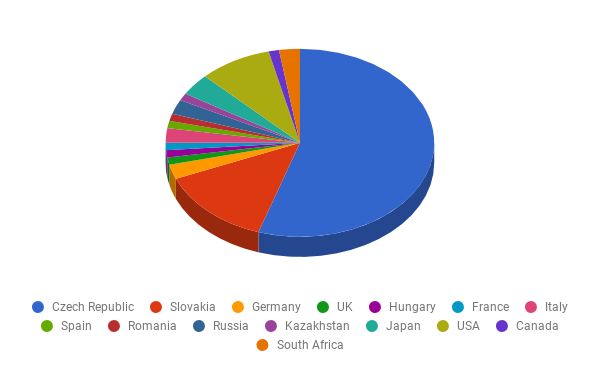 Czech Republic Slovakia Germany UK Hungary France Italy
Spain Romania Russia Kazakhstan Japan USA Canada
South Africa